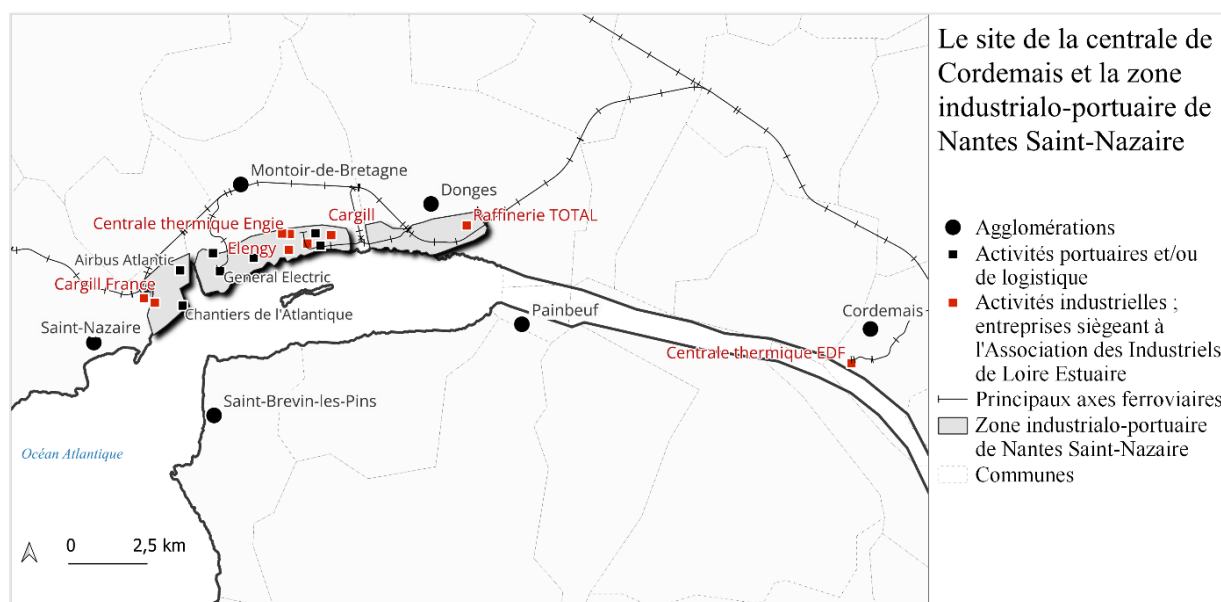 Le site de la centrale de
Cordemais et la zone
industrialo-portuaire de
Nantes Saint-Nazaire
Agglomérations
Activités portuaires et/ou
de logistique
Activités industrielles ;
entreprises siègeant à
l'Association des Industriels
de Loire Estuaire
Principaux axes ferroviaires
Zone industrialo-portuaire
de Nantes Saint-Nazaire
Communes
Montoir-de-Bretagne
Donges
Centrale thermique Engie
Cargill
Raffinerie TOTAL
Elengy
Airbus Atlantic
General Electric
Cargill France
Chantiers de l'Atlantique
Saint-Nazaire
Painbeuf
Cordemais
Centrale thermique EDF
Saint-Brevin-les-Pins
Océan Atlantique
0 2,5 km